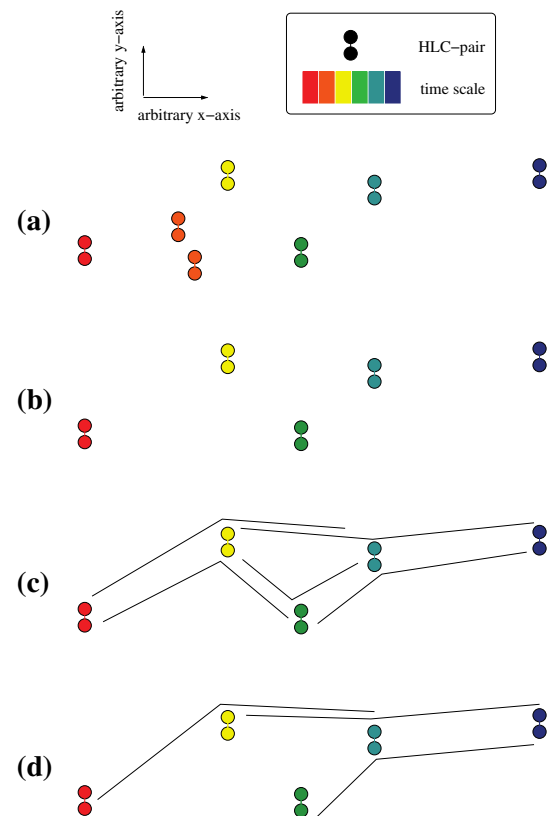 arbitrary y−axis
arbitrary x−axis
HLC−pair
time scale
(a)
(b)
(c)
(d)